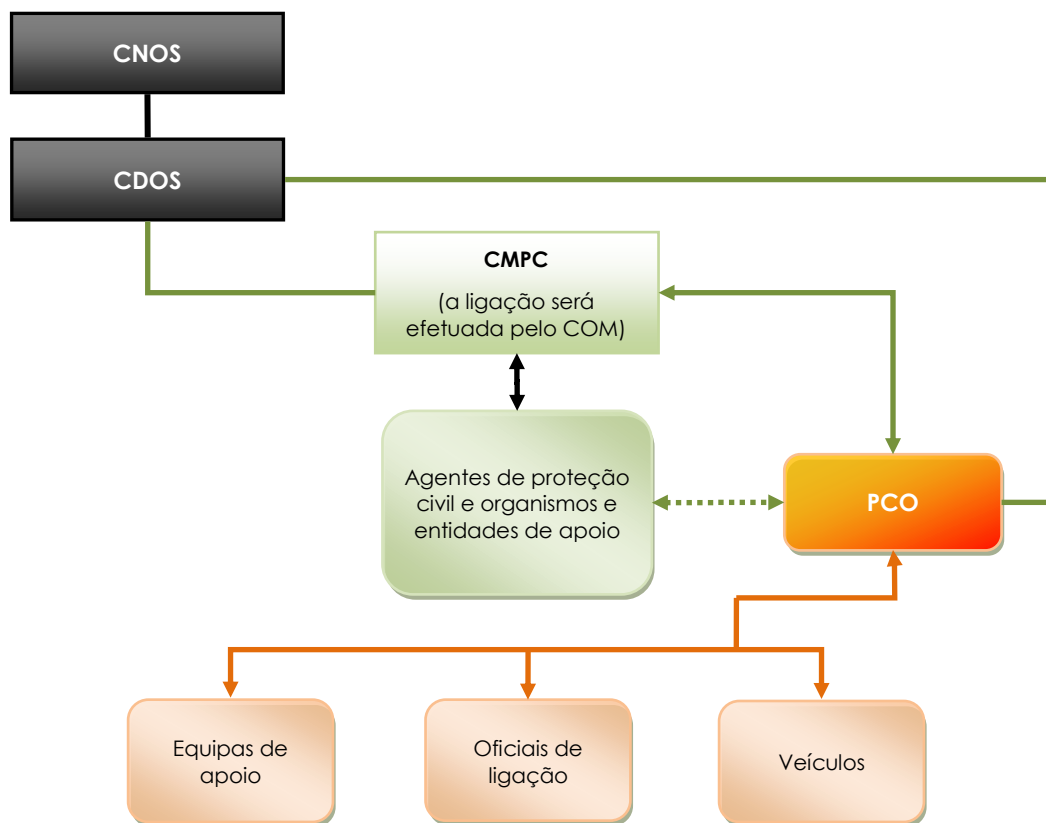 CNOS
CDOS
CMPC
(a ligação será
efetuada pelo COM)
Agentes de proteção
civil e organismos e
entidades de apoio
PCO
Equipas de
apoio
Oficiais de
ligação
Veículos